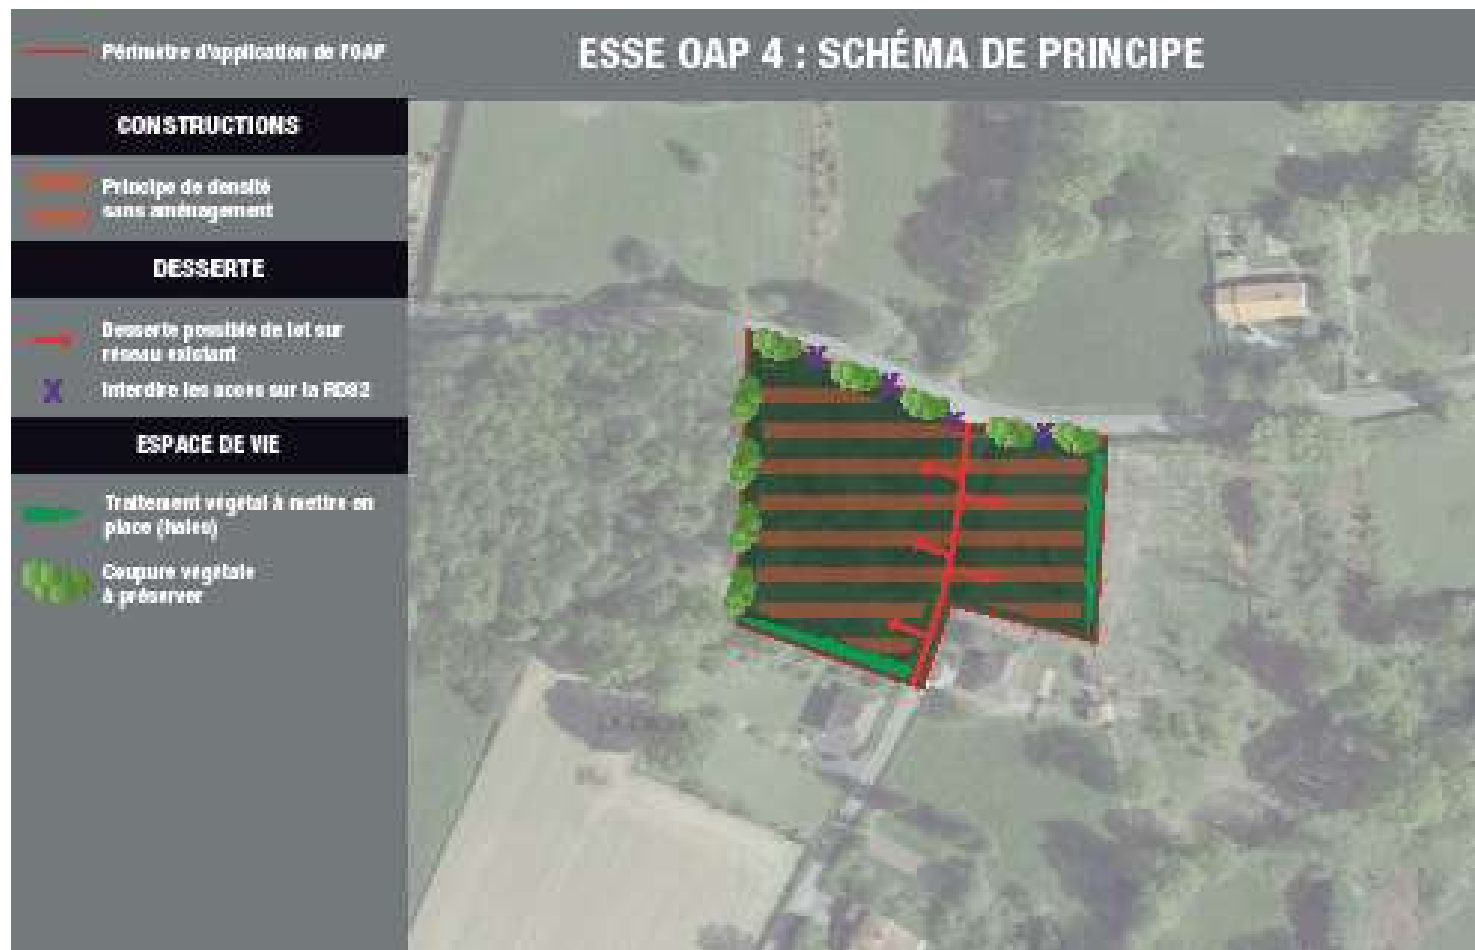 Périmètre d'application de l'OAP
ESSE OAP 4 : SCHÉMA DE PRINCIPE
CONSTRUCTIONS
Principe de densité
sans aménagement
DESSERTE
Desserte possible de lot sur
réseau existant
X Interdire les acces sur la RD82
ESPACE DE VIE
Traitement végétal à mettre en
place (haies)
Coupure végétale
à préserver